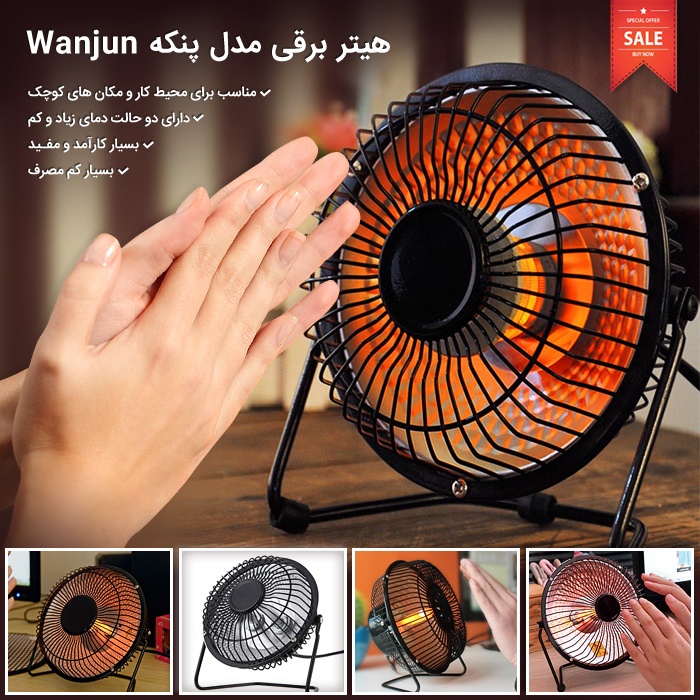 هیتر برقی مدل پنکه Wanjun
مناسب برای محیط کار و مکان های کوچک
دارای دو حالت دمای زیاد و کم
بسیار کارآمد و مفید
بسیار کم مصرف
SPECIAL OFFER
SALE
BUY NOW